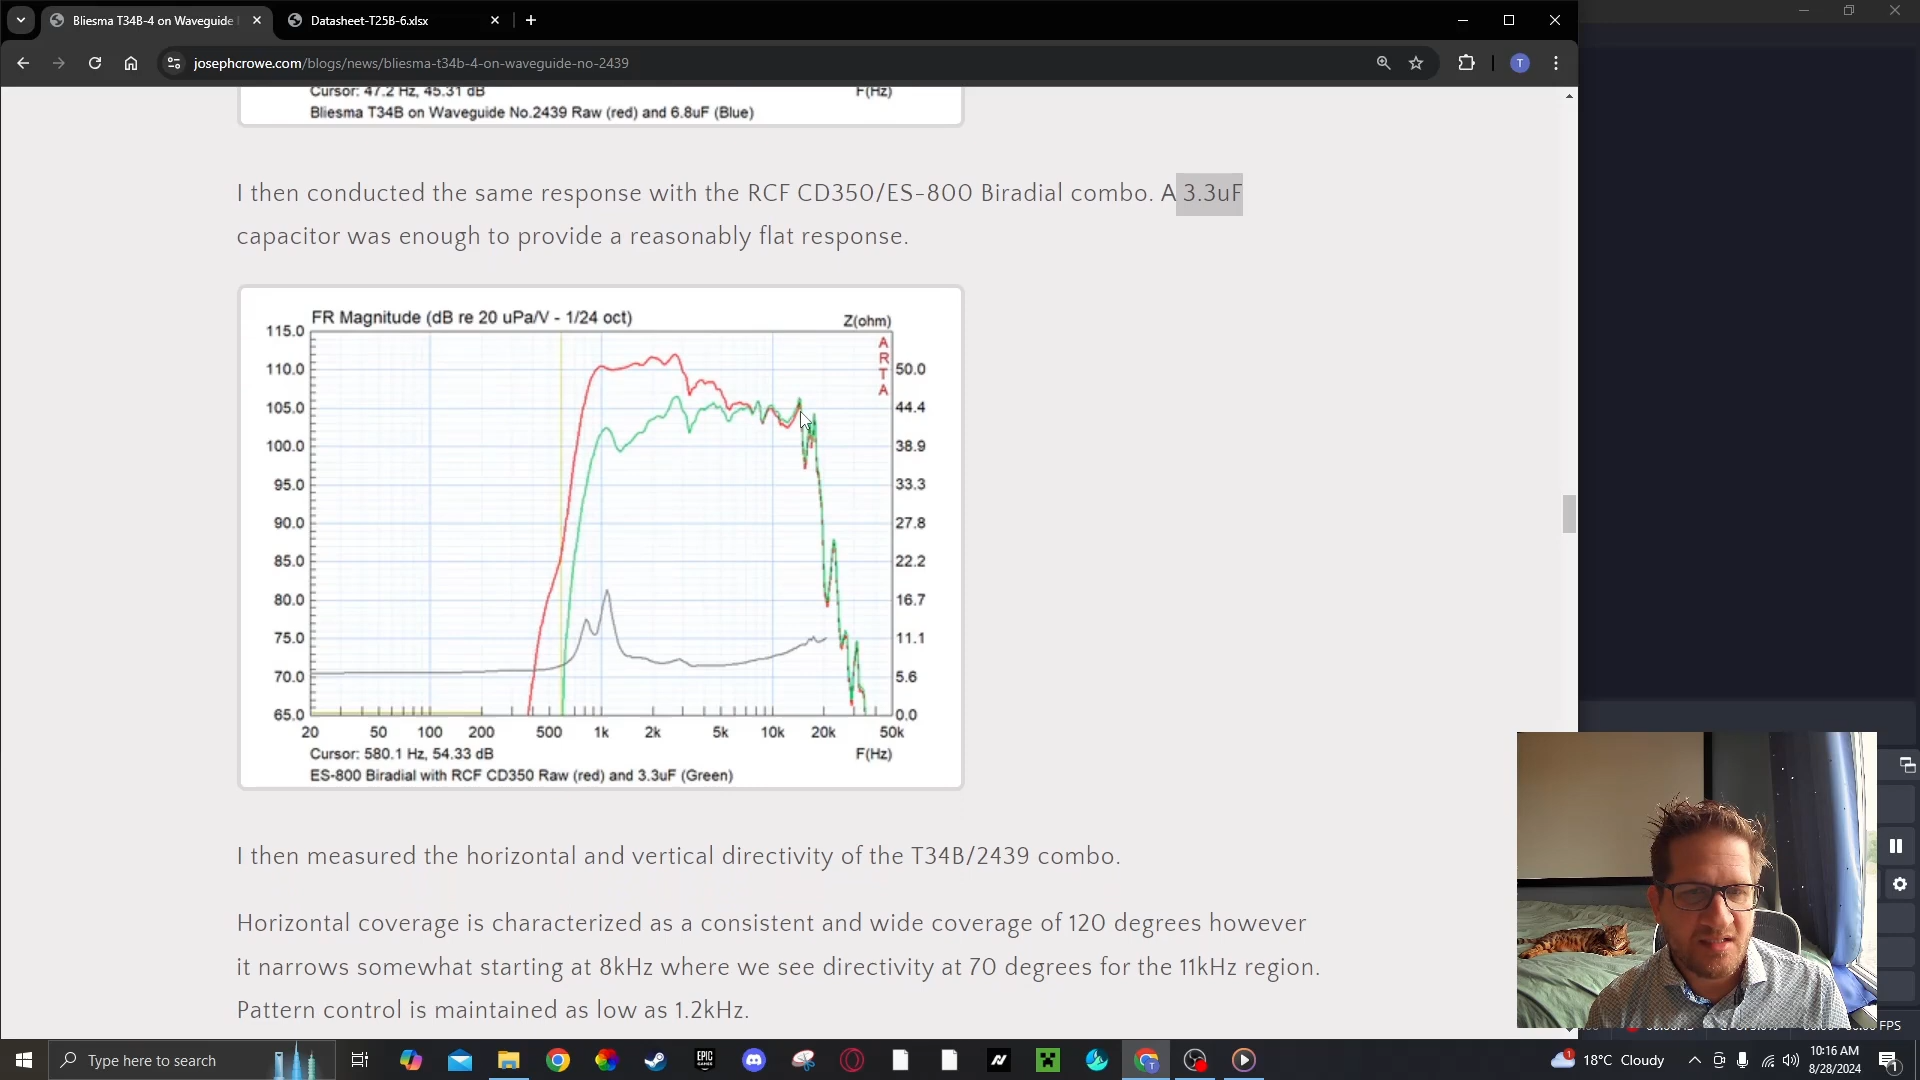 Bliesma T34B-4 on Waveguide
Datasheet-T25B-6.xlsx
josephcrowe.com/blogs/news/bliesma-t34b-4-on-waveguide-no-2439
T
Cursor: 47.2 Hz, 45.31 dB
F(Hz)
Bliesma T34B on Waveguide No.2439 Raw (red) and 6.8uF (Blue)
I then conducted the same response with the RCF CD350/ES-800 Biradial combo. A 3.3uF
capacitor was enough to provide a reasonably flat response.
FR Magnitude (dB re 20 uPa/V - 1/24 oct)
Z(ohm)
115.0
110.0
105.0
100.0
95.0
90.0
85.0
80.0
75.0
70.0
65.0
A
R
T
A
50.0
44.4
38.9
33.3
27.8
22.2
16.7
11.1
5.6
0.0
20 50 100 200 500 1k 2k 5k 10k 20k 50k
Cursor: 580.1 Hz, 54.33 dB
F(Hz)
ES-800 Biradial with RCF CD350 Raw (red) and 3.3uF (Green)
I then measured the horizontal and vertical directivity of the T34B/2439 combo.
Horizontal coverage is characterized as a consistent and wide coverage of 120 degrees however
it narrows somewhat starting at 8kHz where we see directivity at 70 degrees for the 11kHz region.
Pattern control is maintained as low as 1.2kHz.
FPS
Type here to search
EPIC
GAMES
18°C Cloudy
10:16 AM
8/28/2024